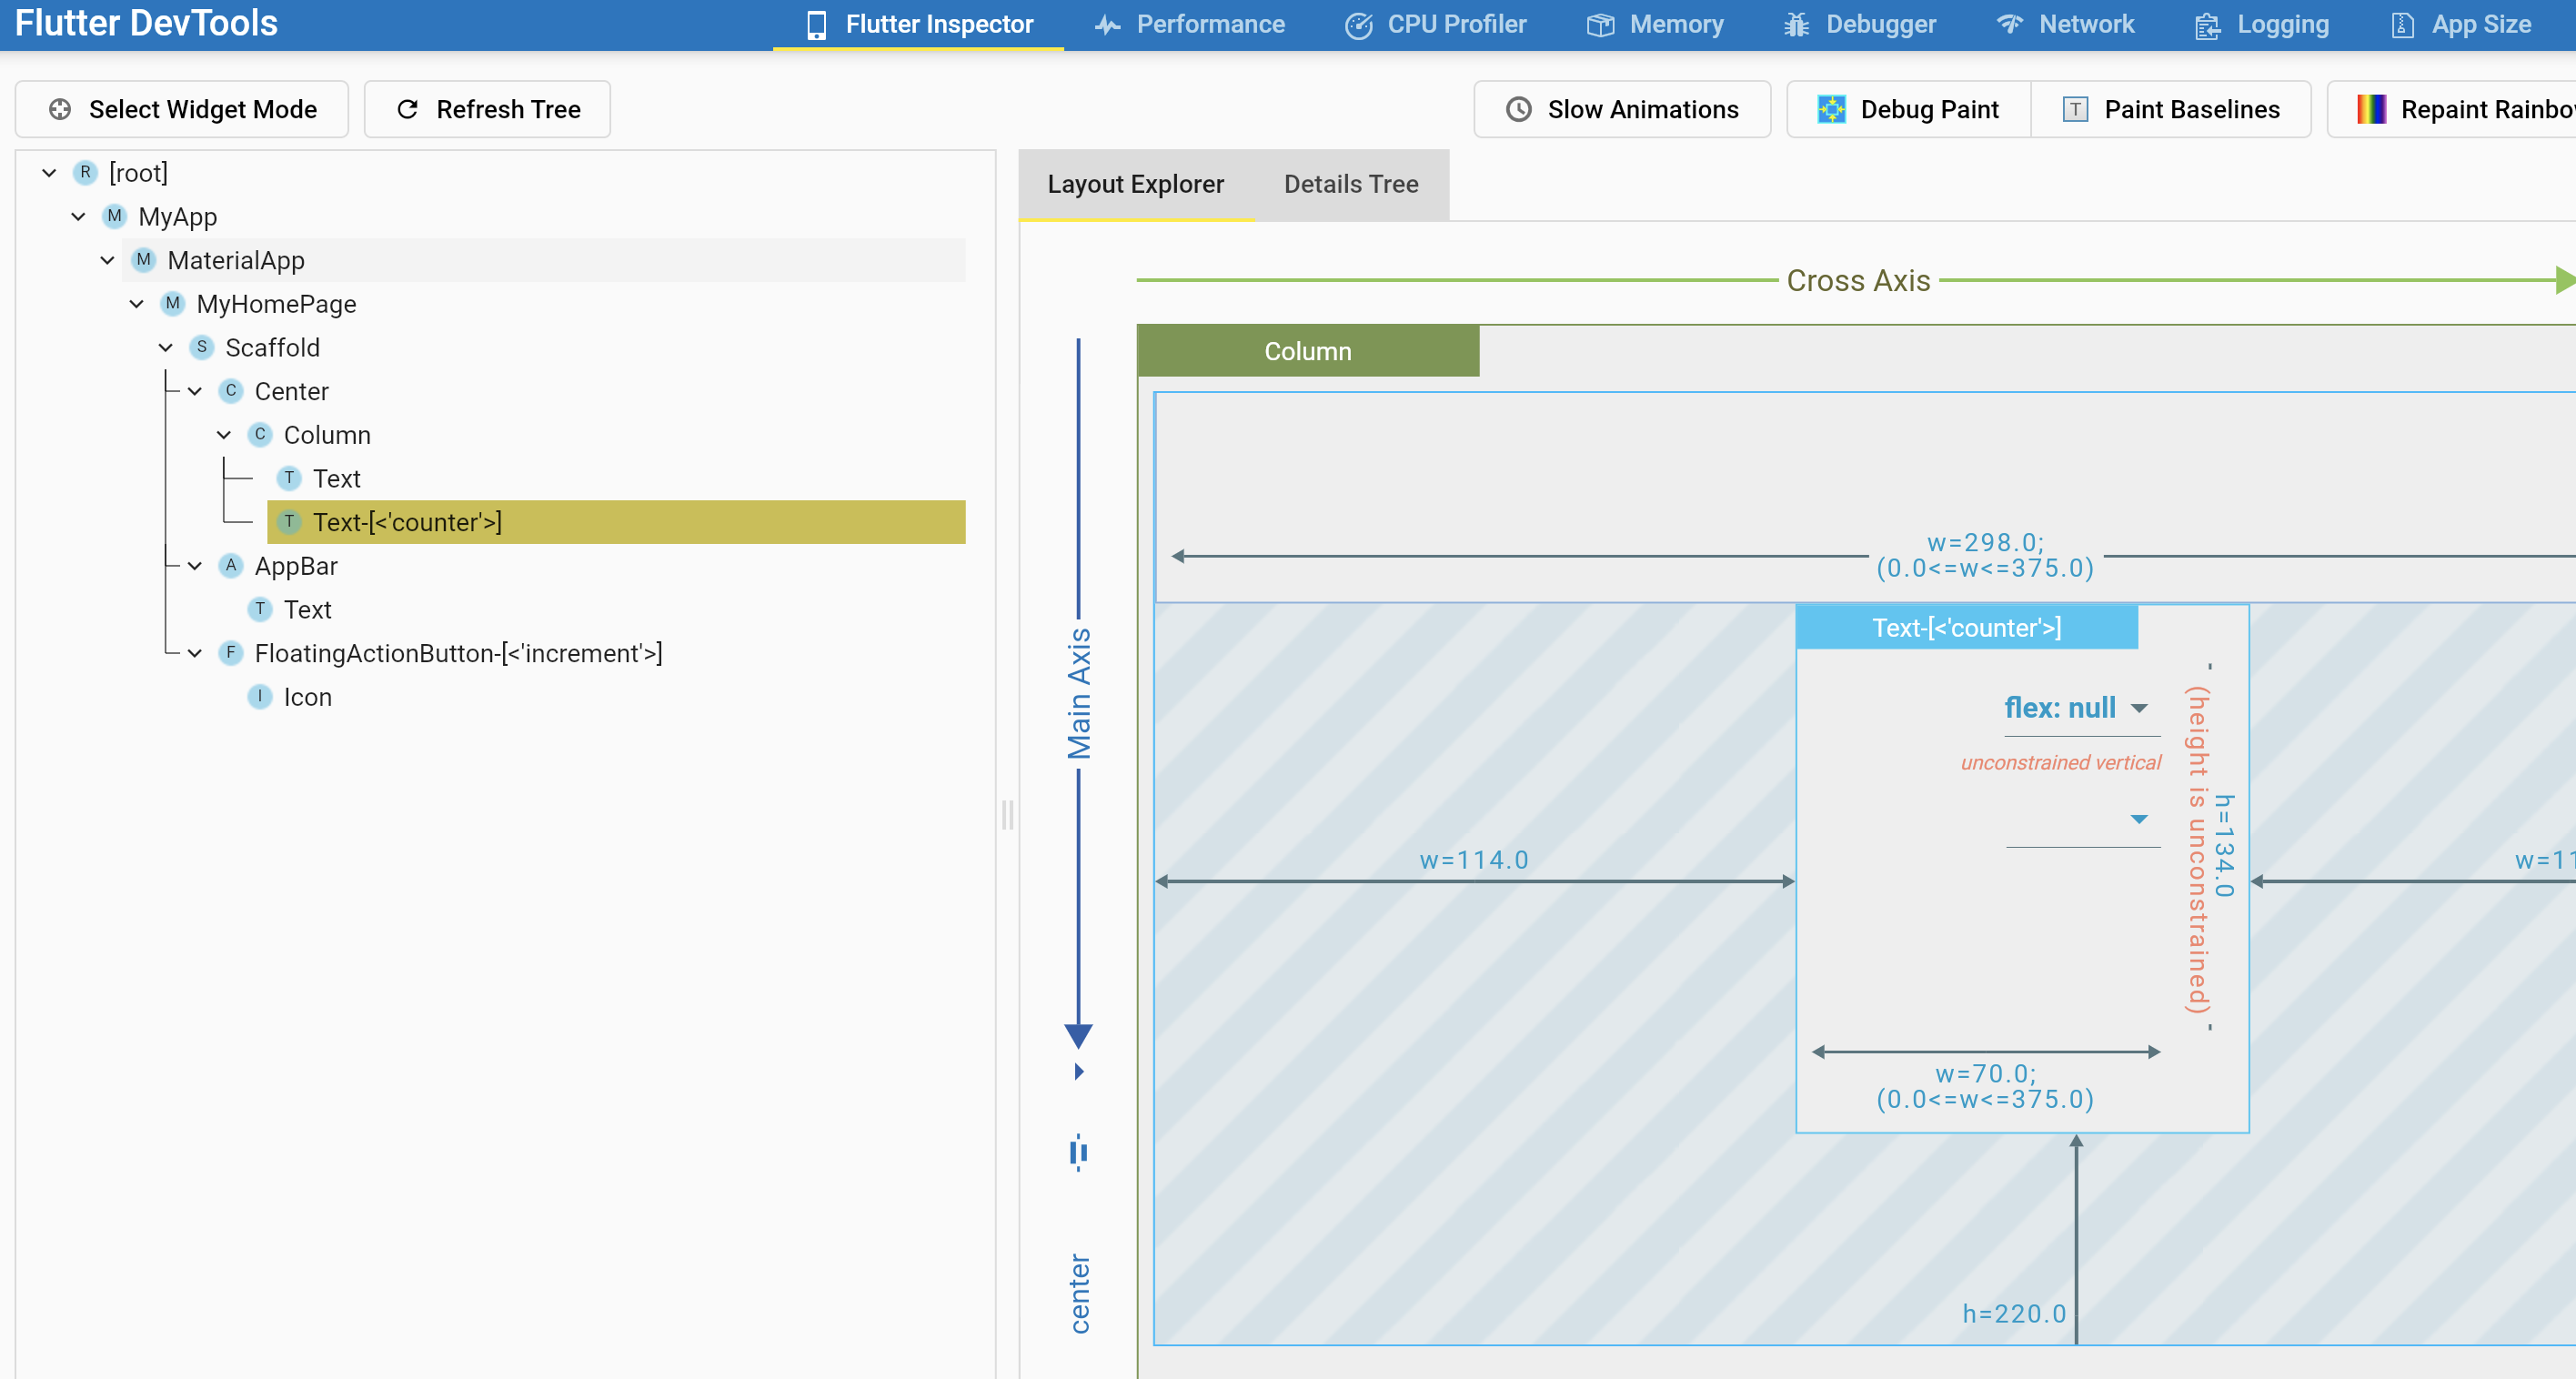 Flutter DevTools
Flutter Inspector
Performance
CPU Profiler
Memory
Debugger
Network
Logging
App Size
Select Widget Mode
Refresh Tree
Slow Animations
Debug Paint
T Paint Baselines
Repaint Rainbo
R [root]
M MyApp
M MaterialApp
M MyHomePage
S Scaffold
C Center
C Column
T Text
T Text-[<'counter'>]
A AppBar
T Text
F FloatingActionButton-[<'increment'>]
I Icon
Layout Explorer
Details Tree
Cross Axis
Main Axis
center
Column
w=298.0;
(0.0<=w<=375.0)
Text-[<'counter'>]
flex: null
unconstrained vertical
h=134.0
(height is unconstrained)
w=114.0
w=11
w=70.0;
(0.0<=w<=375.0)
h=220.0